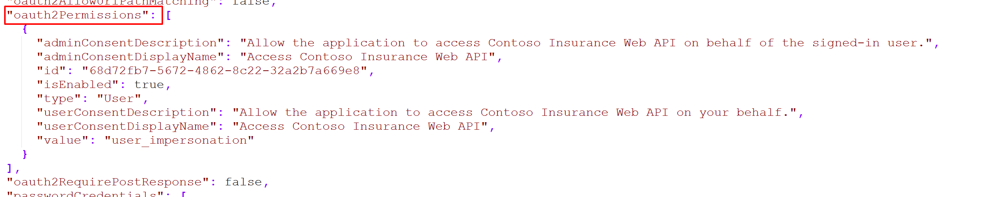 "oauth2AllowUrlPathMatching": false,
"oauth2Permissions": [
{
"adminConsentDescription": "Allow the application to access Contoso Insurance Web API on behalf of the signed-in user.",
"adminConsentDisplayName": "Access Contoso Insurance Web API",
"id": "68d72fb7-5672-4862-8c22-32a2b7a669e8",
"isEnabled": true,
"type": "User",
"userConsentDescription": "Allow the application to access Contoso Insurance Web API on your behalf.",
"userConsentDisplayName": "Access Contoso Insurance Web API",
"value": "user_impersonation"
}
],
"oauth2RequirePostResponse": false,
"passwordCredentials": [